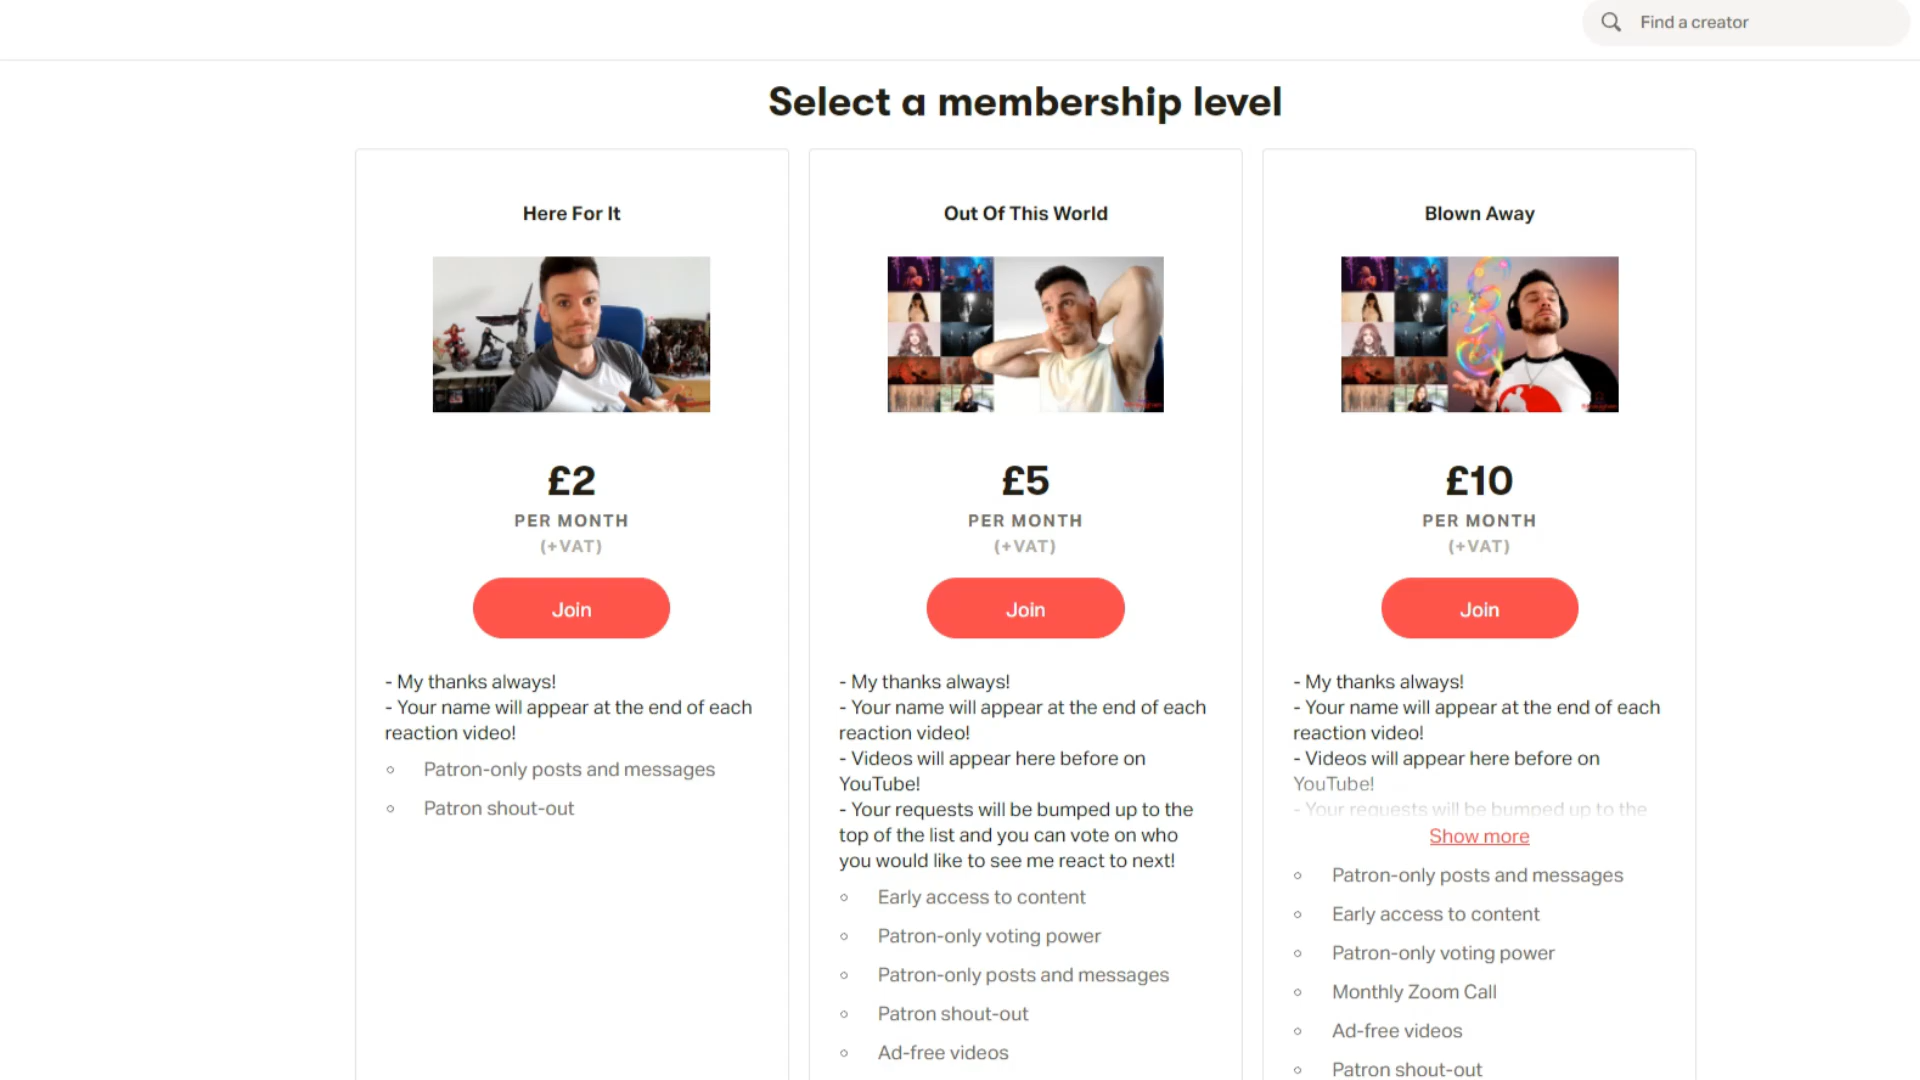 Find a creator
Select a membership level
Here For It
£2
PER MONTH
(+VAT)
Join
- My thanks always!
- Your name will appear at the end of each
reaction video!
Patron-only posts and messages
Patron shout-out
Out Of This World
£5
PER MONTH
(+VAT)
Join
- My thanks always!
- Your name will appear at the end of each
reaction video!
- Videos will appear here before on
YouTube!
- Your requests will be bumped up to the
top of the list and you can vote on who
you would like to see me react to next!
Early access to content
Patron-only voting power
Patron-only posts and messages
Patron shout-out
Ad-free videos
Blown Away
£10
PER MONTH
(+VAT)
Join
- My thanks always!
- Your name will appear at the end of each
reaction video!
- Videos will appear here before on
YouTube!
- Your requests will be bumped up to the
Show more
Patron-only posts and messages
Early access to content
Patron-only voting power
Monthly Zoom Call
Ad-free videos
Patron shout-out